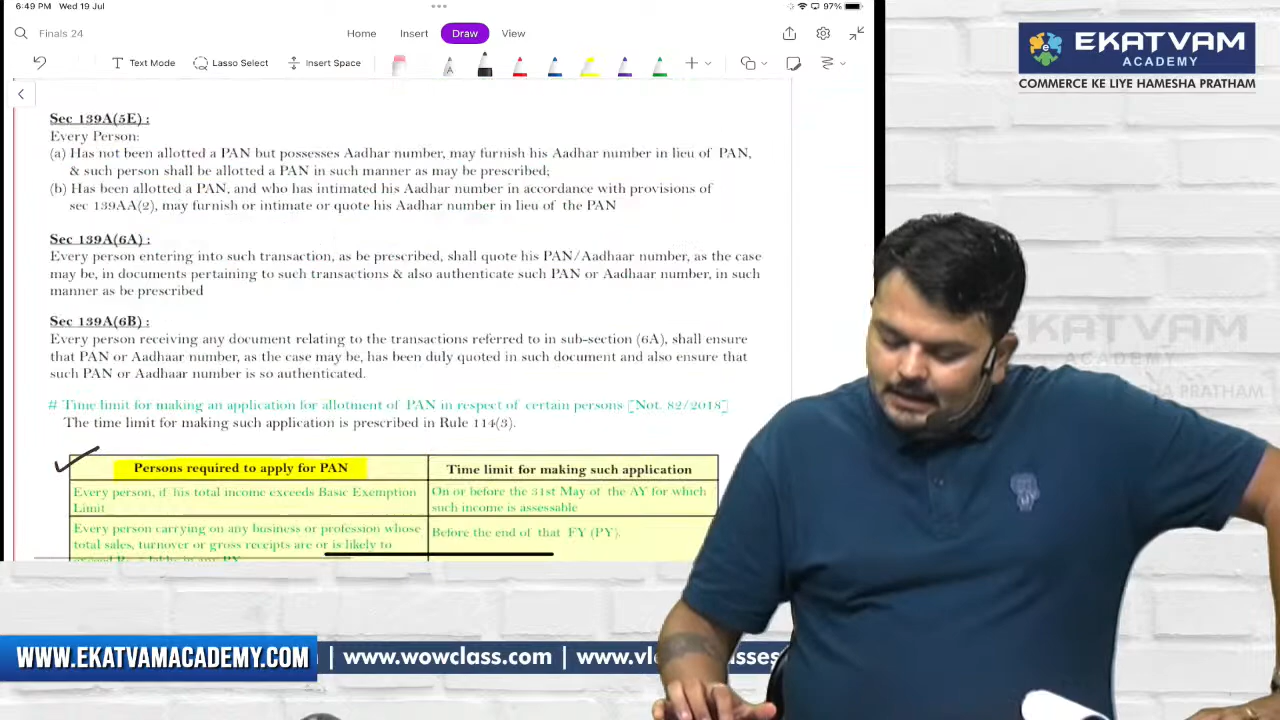 6:49 PM Wed 19 Jul
97%
Finals 24
Home Insert Draw View
Text Mode Lasso Select Insert Space
EKATVAM
ACADEMY
COMMERCE KE LIYE HAMESHA PRATHAM
Sec 139A(5E) :
Every Person:
(a) Has not been allotted a PAN but possesses Aadhar number, may furnish his Aadhar number in lieu of PAN,
& such person shall be allotted a PAN in such manner as may be prescribed;
(b) Has been allotted a PAN, and who has intimated his Aadhar number in accordance with provisions of
sec 139AA(2), may furnish or intimate or quote his Aadhar number in lieu of the PAN
Sec 139A(6A) :
Every person entering into such transaction, as be prescribed, shall quote his PAN/Aadhar number, as the case
may be, in documents pertaining to such transactions & also authenticate such PAN or Aadhaar number, in such
manner as be prescribed
Sec 139A(6B) :
Every person receiving any document relating to the transactions referred to in sub-section (6A), shall ensure
that PAN or Aadhaar number, as the case may be, has been duly quoted in such document and also ensure that
such PAN or Aadhaar number is so authenticated.
# Time limit for making an application for allotment of PAN in respect of certain persons [Not. 82/2018]
The time limit for making such application is prescribed in Rule 114(3).
Persons required to apply for PAN
Time limit for making such application
Every person, if his total income exceeds Basic Exemption
Limit
On or before the 31st May of the AY for which
such income is assessable
Every person carrying on any business or profession whose
total sales, turnover or gross receipts are or is likely to
Before the end of that FY (PY).
EKATVAM
ACADEMY
SHA PRATHAM
WWW.EKATVAMACADEMY.COM | www.wowclass.com |